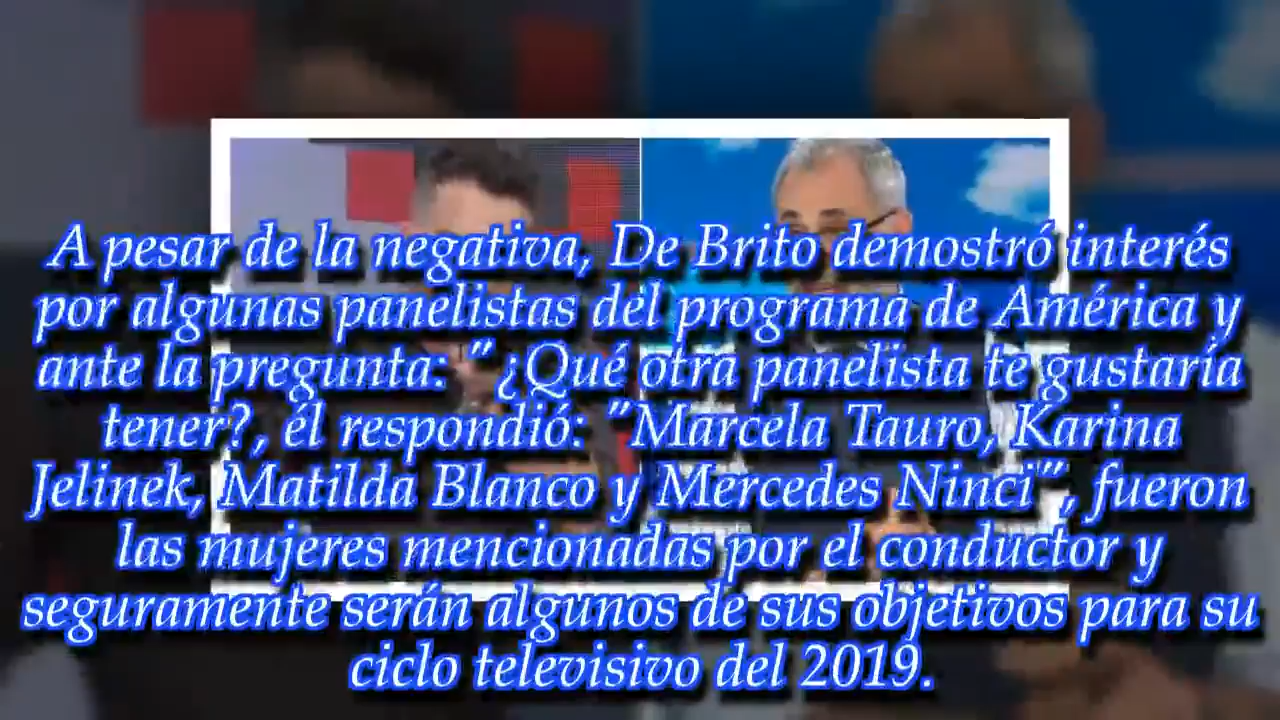 A pesar de la negativa, De Brito demostró interés
por algunas panelistas del programa de América y
ante la pregunta: "¿Qué otra panelista te gustaría
tener?, él respondió: "Marcela Tauro, Karina
Jelinek, Matilda Blanco y Mercedes Ninci", fueron
las mujeres mencionadas por el conductor y
seguramente serán algunos de sus objetivos para su
ciclo televisivo del 2019.